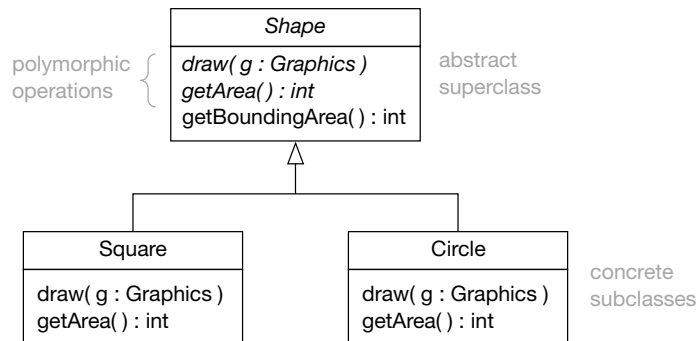 Shape
polymorphic
operations
draw( g : Graphics )
getArea( ) : int
getBoundingArea( ) : int
abstract
superclass
Square
draw( g : Graphics )
getArea( ) : int
Circle
draw( g : Graphics )
getArea( ) : int
concrete
subclasses